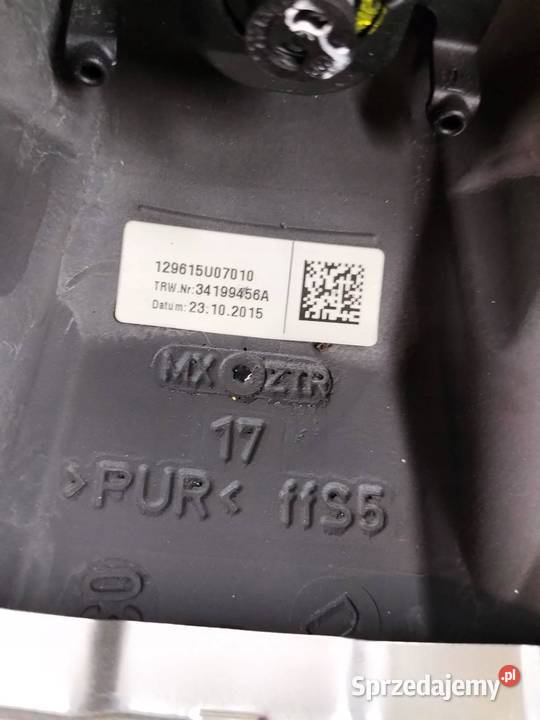 129615U07010
TRW.Nr:34199456A
Datum: 23.10.2015
MX ZTR
17
>PUR< ffS5
Sprzedajemy.pl